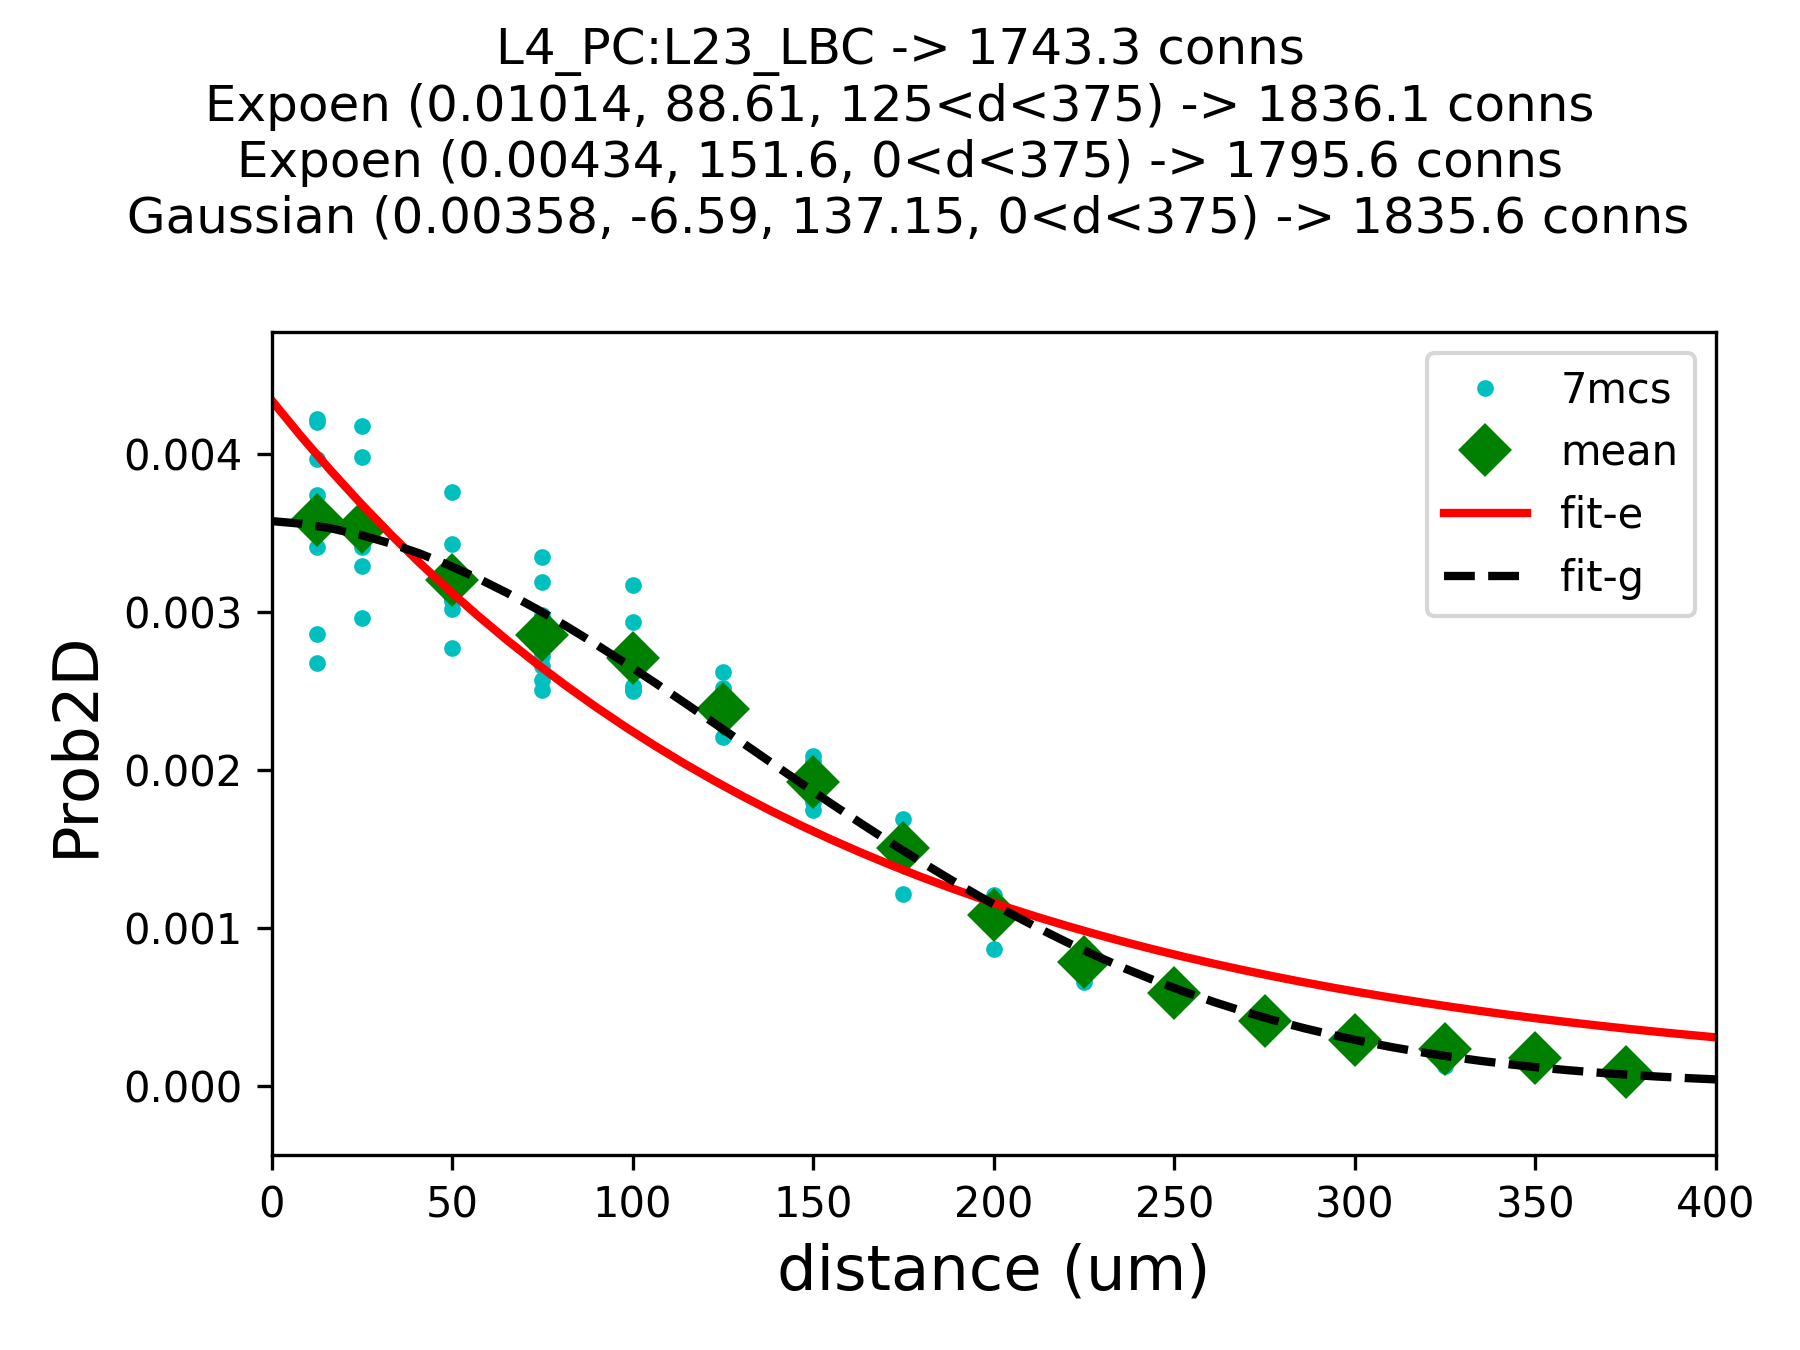 L4_PC:L23_LBC -> 1743.3 conns
Expoen (0.01014, 88.61, 125<d<375) -> 1836.1 conns
Expoen (0.00434, 151.6, 0<d<375) -> 1795.6 conns
Gaussian (0.00358, -6.59, 137.15, 0<d<375) -> 1835.6 conns
7mcs
mean
fit-e
fit-g
Prob2D
0.004
0.003
0.002
0.001
0.000
0 50 100 150 200 250 300 350 400
distance (um)